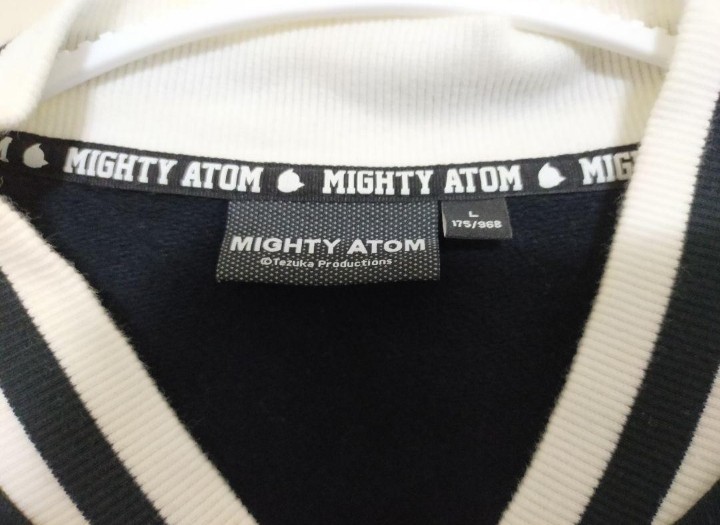 MIGHTY ATOM MIGHTY ATOM MIG
MIGHTY ATOM
©Tezuka Productions
L
175/96B